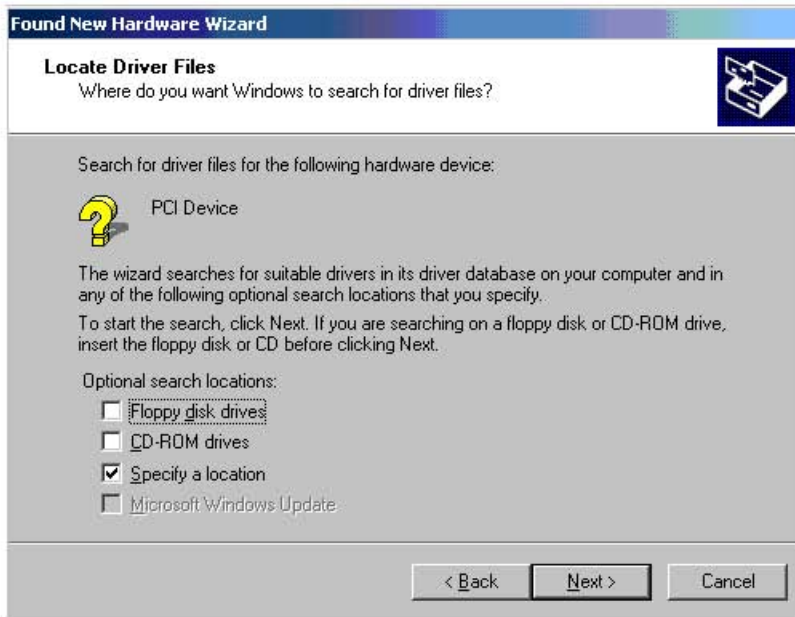 Found New Hardware Wizard
Locate Driver Files
Where do you want Windows to search for driver files?
Search for driver files for the following hardware device:
PCI Device
The wizard searches for suitable drivers in its driver database on your computer and in
any of the following optional search locations that you specify.
To start the search, click Next. If you are searching on a floppy disk or CD-ROM drive,
insert the floppy disk or CD before clicking Next.
Optional search locations:
Floppy disk drives
CD-ROM drives
Specify a location
Microsoft Windows Update
< Back
Next >
Cancel